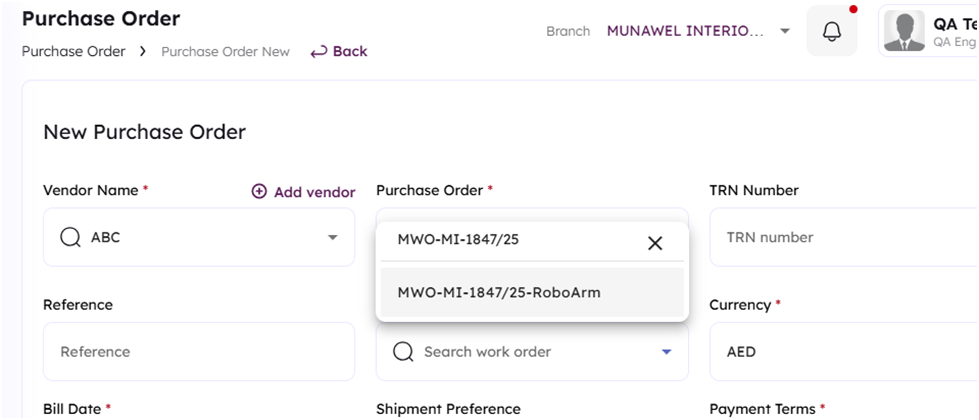 Purchase Order
Purchase Order > Purchase Order New Back
Branch MUNAWEL INTERIO...
QA Te
QA Eng
New Purchase Order
Vendor Name * Add vendor
ABC
Purchase Order *
MWO-MI-1847/25
MWO-MI-1847/25-RoboArm
TRN Number
TRN number
Reference
Reference
Search work order
Currency *
AED
Bill Date *
Shipment Preference
Payment Terms *